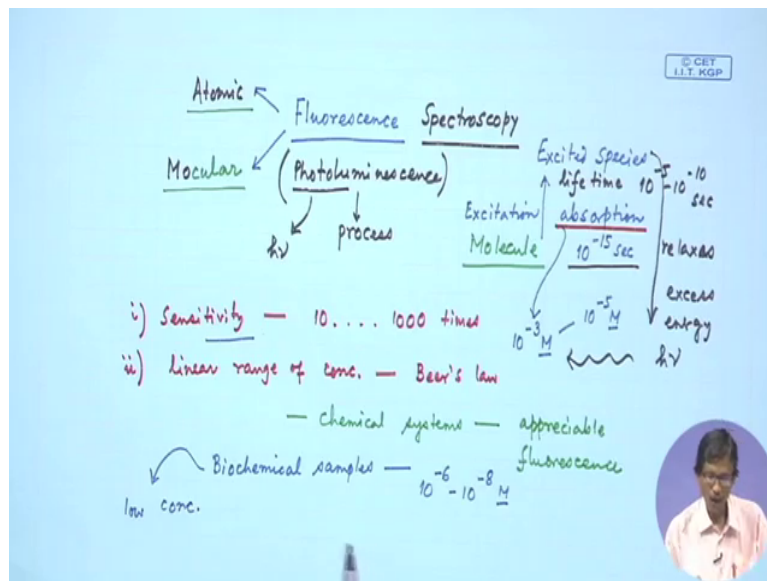 © CET
I.I.T. KGP
Atomic
Fluorescence Spectroscopy
Mocular
(Photoluminescence)
hν
process
Excited Species
life time 10⁻⁵-10⁻¹⁰ sec
Excitation
absorption
Molecule
10⁻¹⁵ sec
relaxes
excess
enrgy
hν
10⁻³ M
10⁻⁵ M
i) Sensitivity — 10 .... 1000 times
ii) linear range of conc. — Beer's law
— Chemical systems — appreciable
fluorescence
Biochemical samples — 10⁻⁶ - 10⁻⁸ M
low conc.